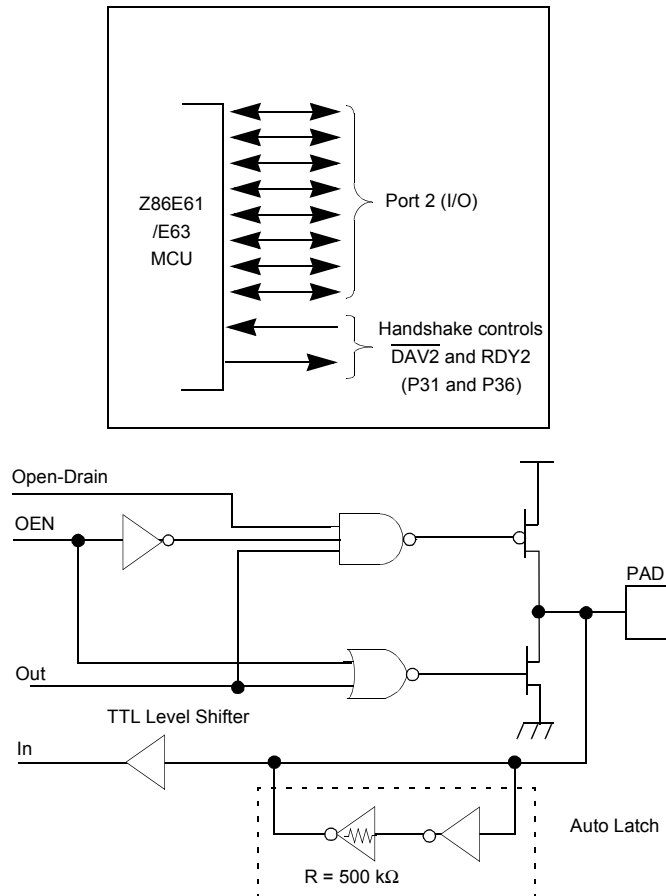 Z86E61
/E63
MCU
Port 2 (I/O)
Handshake controls
DAV2 and RDY2
(P31 and P36)
Open-Drain
OEN
PAD
Out
TTL Level Shifter
In
Auto Latch
R = 500 kΩ